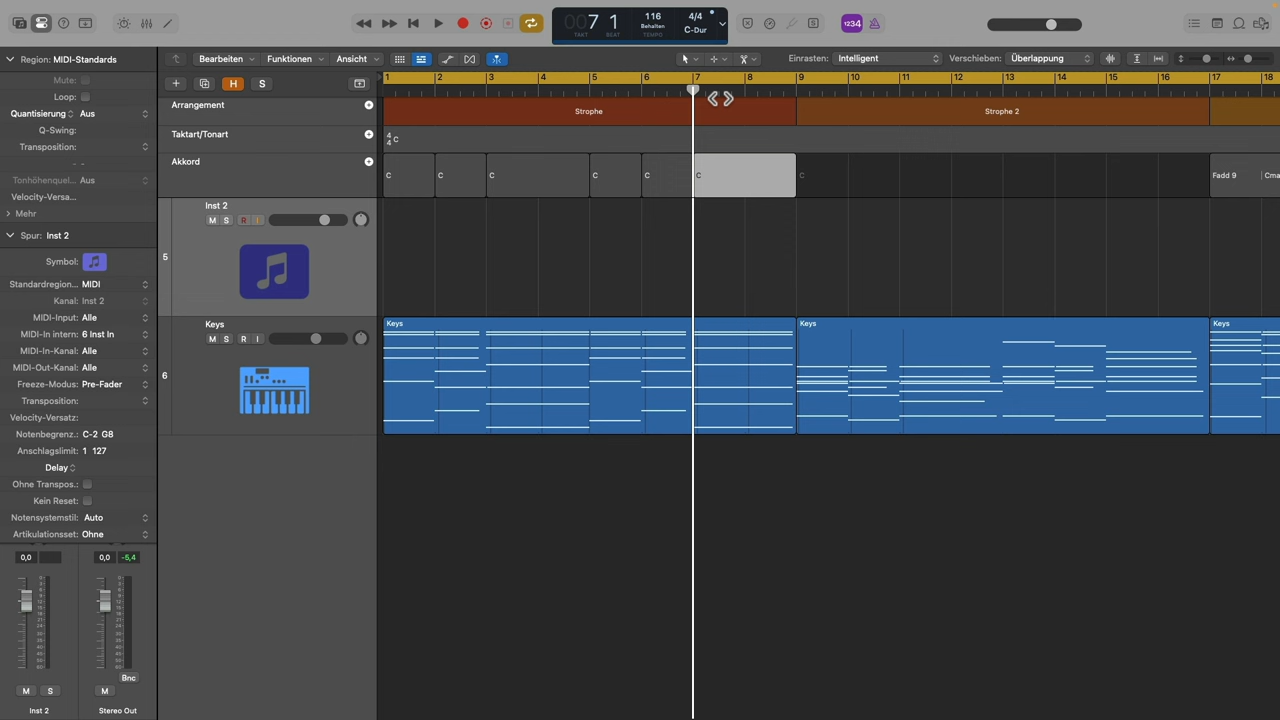 007 1
TAKT BEAT
116
Behalten
TEMPO
4/4
C-Dur
1234
Region: MIDI-Standards
Bearbeiten Funktionen Ansicht
Einrasten: Intelligent
Verschieben: Überlappung
Mute:
Loop:
Quantisierung Aus
Q-Swing:
Transposition:
Tonhöhenquel... Aus
Velocity-Versa...
Mehr
Spur: Inst 2
Symbol:
Standardregion... MIDI
Kanal: Inst 2
MIDI-Input: Alle
MIDI-In intern: 6 Inst In
MIDI-In-Kanal: Alle
MIDI-Out-Kanal: Alle
Freeze-Modus: Pre-Fader
Transposition:
Velocity-Versatz:
Notenbegrenz.: C-2 G8
Anschlagslimit: 1 127
Delay
Ohne Transpos.:
Kein Reset:
Notensystemstil: Auto
Artikulationsset: Ohne
0,0
0,0 -5,4
Bnc
M S
M
Inst 2
Stereo Out
H S
1 2 3 4 5 6 7 8 9 10 11 12 13 14 15 16 17 18
Arrangement
Strophe
Strophe 2
Taktart/Tonart
4
4 C
Akkord
C C C C C C C Fadd 9 Cma
5
Inst 2
M S R I
6
Keys
M S R I
Keys
Keys
Keys